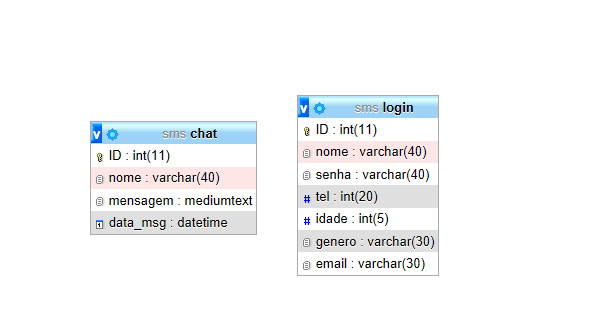 sms chat
ID : int(11)
nome : varchar(40)
mensagem : mediumtext
data_msg : datetime
sms login
ID : int(11)
nome : varchar(40)
senha : varchar(40)
tel : int(20)
idade : int(5)
genero : varchar(30)
email : varchar(30)